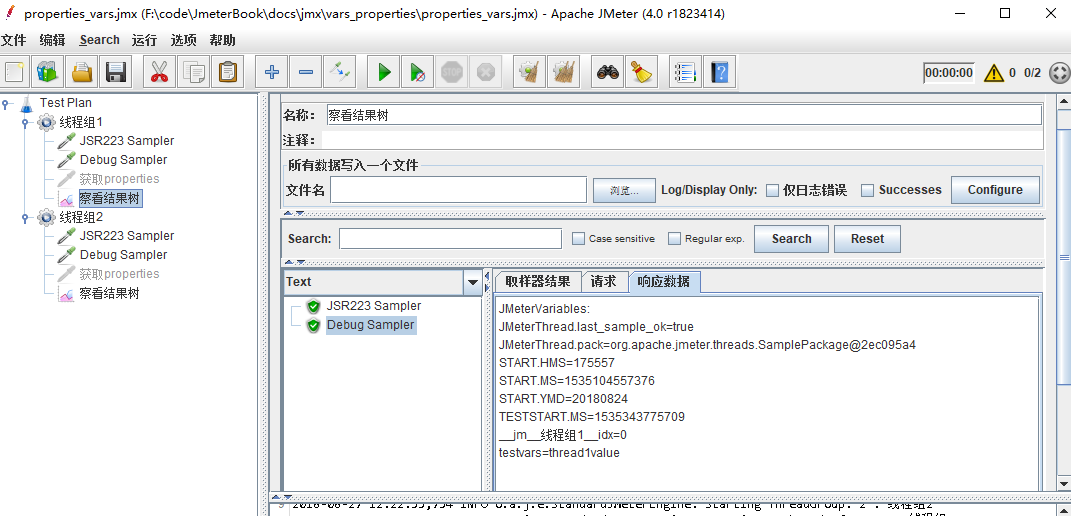 properties_vars.jmx (F:\code\JmeterBook\docs\jmx\vars_properties\properties_vars.jmx) - Apache JMeter (4.0 r1823414)
文件 编辑 Search 运行 选项 帮助
00:00:00 0 0/2
Test Plan
线程组1
JSR223 Sampler
Debug Sampler
获取properties
察看结果树
线程组2
JSR223 Sampler
Debug Sampler
获取properties
察看结果树
名称: 察看结果树
注释:
所有数据写入一个文件
文件名 浏览... Log/Display Only: 仅日志错误 Successes Configure
Search: Case sensitive Regular exp. Search Reset
Text
JSR223 Sampler
Debug Sampler
取样器结果 请求 响应数据
JMeterVariables:
JMeterThread.last_sample_ok=true
JMeterThread.pack=org.apache.jmeter.threads.SamplePackage@2ec095a4
START.HMS=175557
START.MS=1535104557376
START.YMD=20180824
TESTSTART.MS=1535343775709
__jm__线程组1__idx=0
testvars=thread1value